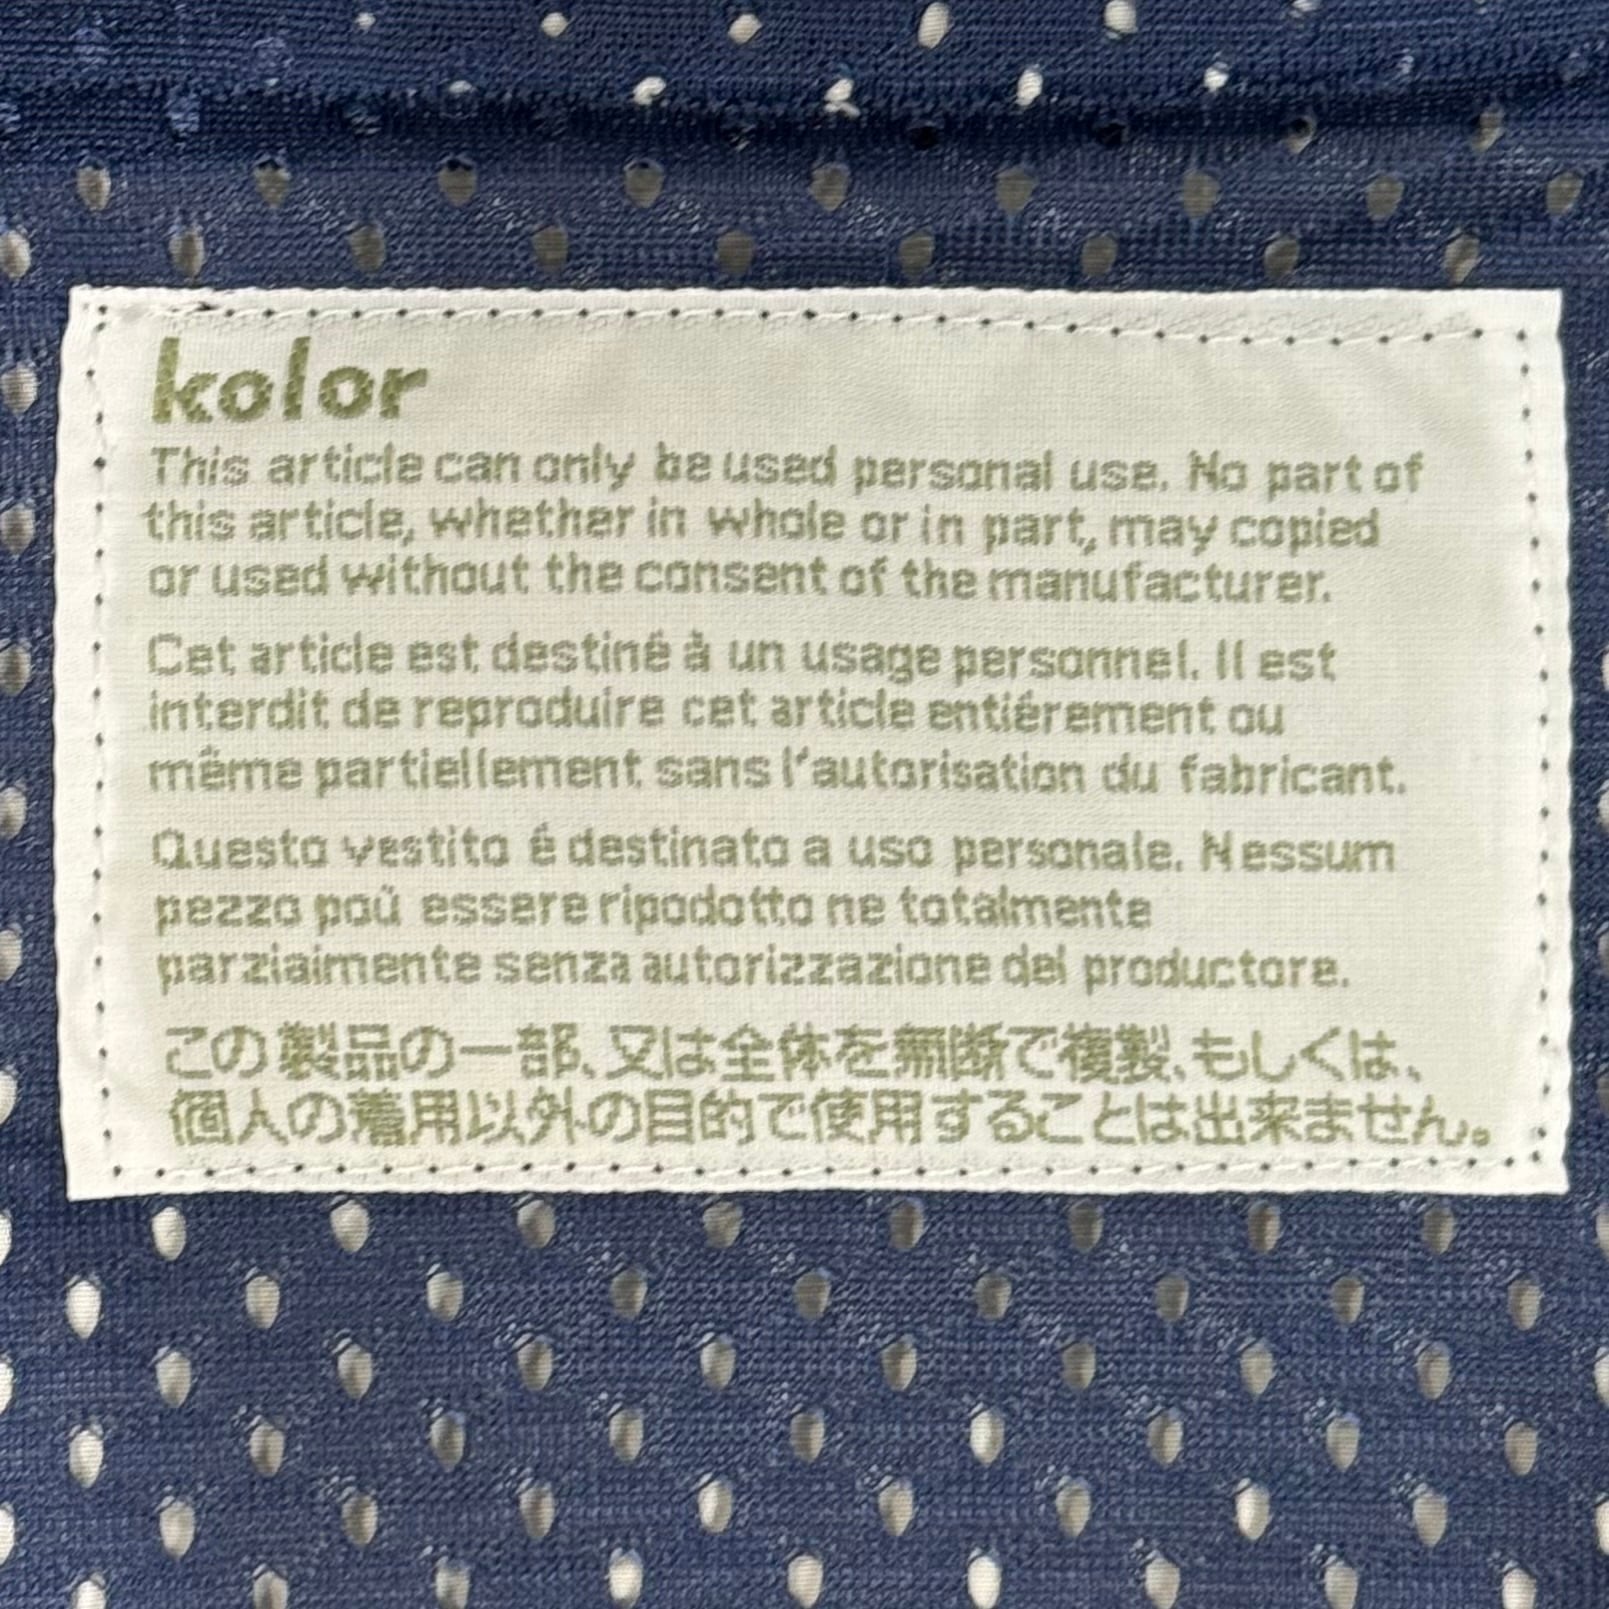 kolor
This article can only be used personal use. No part of
this article, whether in whole or in part, may copied
or used without the consent of the manufacturer.
Cet article est destiné à un usage personnel. Il est
interdit de reproduire cet article entiérement ou
même partiellement sans l'autorisation du fabricant.
Questo vestito é destinato a uso personale. Nessum
pezzo poü essere ripodotto ne totalmente
parzialmente senza autorizzazione del productore.
この製品の一部、又は全体を無断で複製、もしくは、
個人の着用以外の目的で使用することは出来ません。